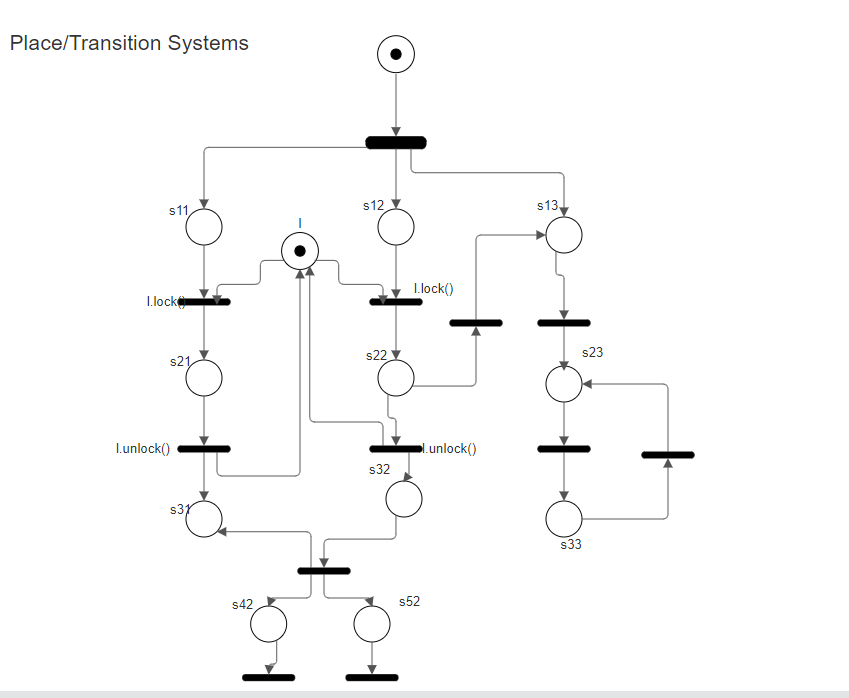 Place/Transition Systems
s11
l
s12
s13
l.lock()
l.lock()
s21
s22
s23
l.unlock()
l.unlock()
s32
s31
s33
s42
s52